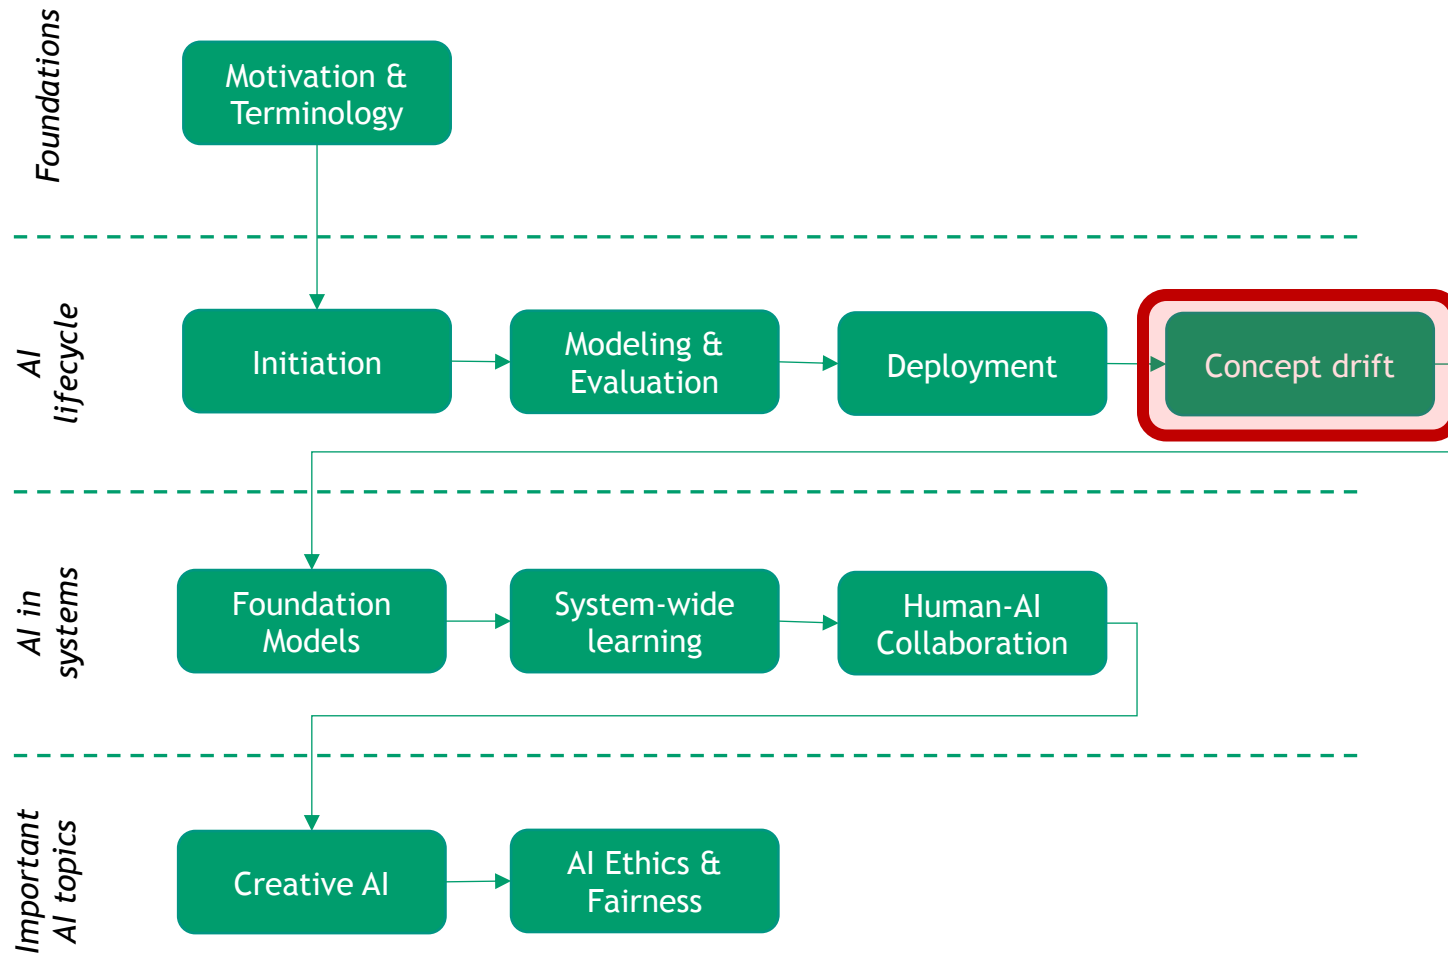 Foundations
Motivation &
Terminology
AI
lifecycle
Initiation
Modeling &
Evaluation
Deployment
Concept drift
AI in
systems
Foundation
Models
System-wide
learning
Human-AI
Collaboration
Important
AI topics
Creative AI
AI Ethics &
Fairness